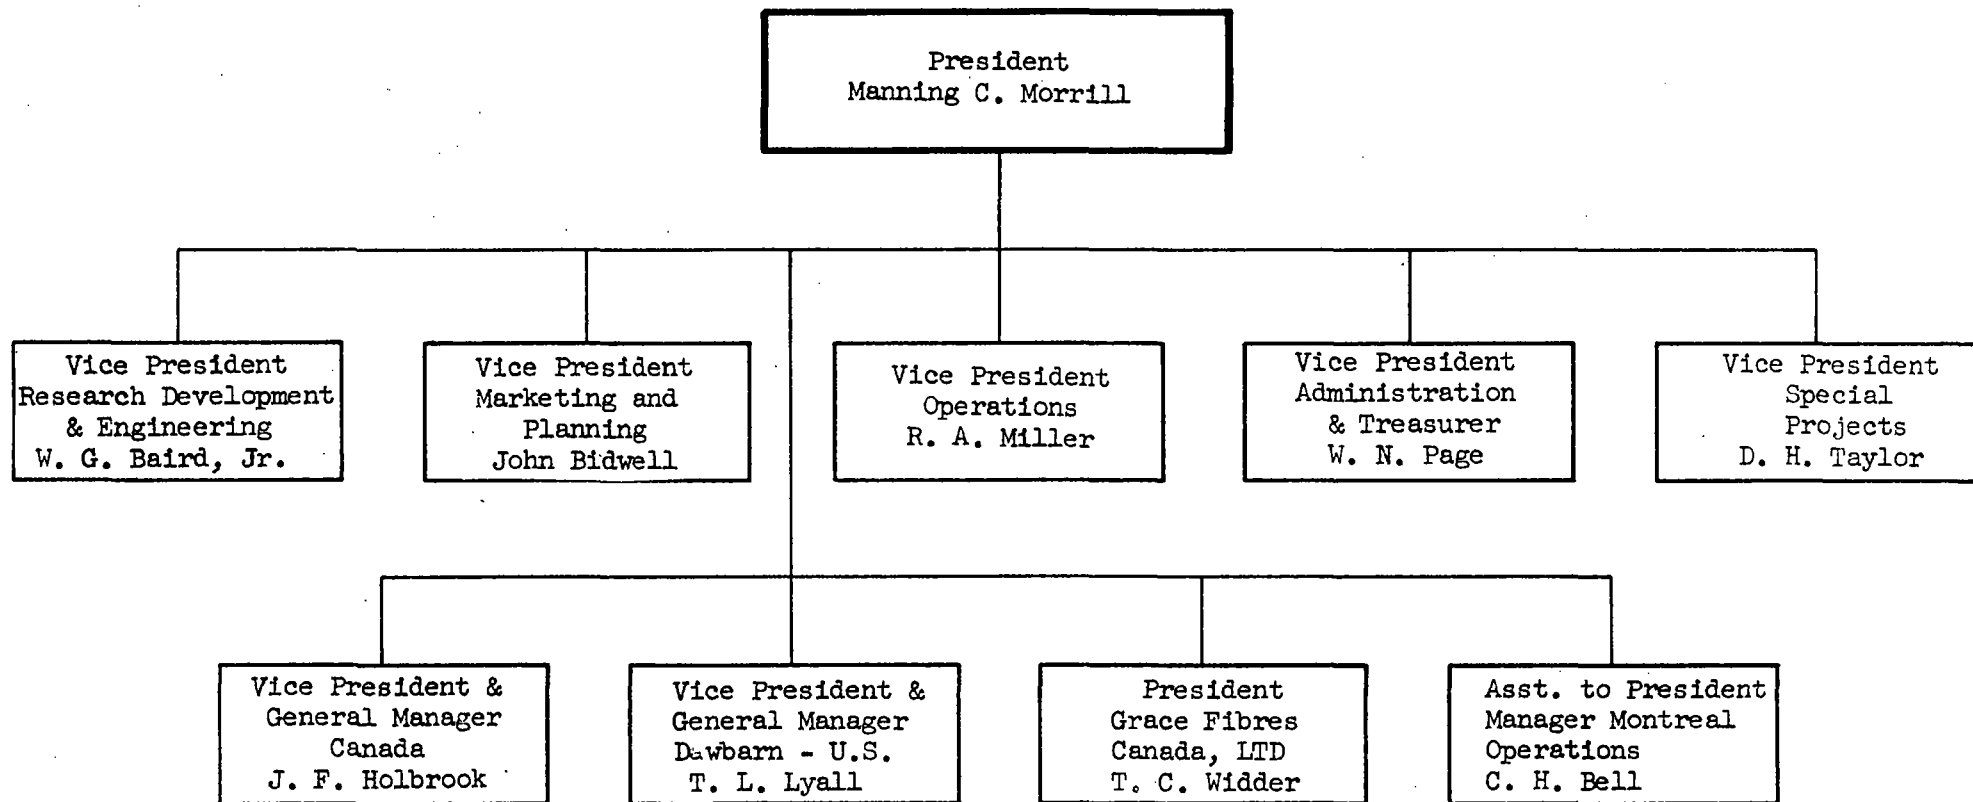 President
Manning C. Morrill
Vice President
Research Development
& Engineering
W. G. Baird, Jr.
Vice President
Marketing and
Planning
John Bidwell
Vice President
Operations
R. A. Miller
Vice President
Administration
& Treasurer
W. N. Page
Vice President
Special
Projects
D. H. Taylor
Vice President &
General Manager
Canada
J. F. Holbrook
Vice President &
General Manager
Dawbarn - U.S.
T. L. Lyall
President
Grace Fibres
Canada, LTD
T. C. Widder
Asst. to President
Manager Montreal
Operations
C. H. Bell